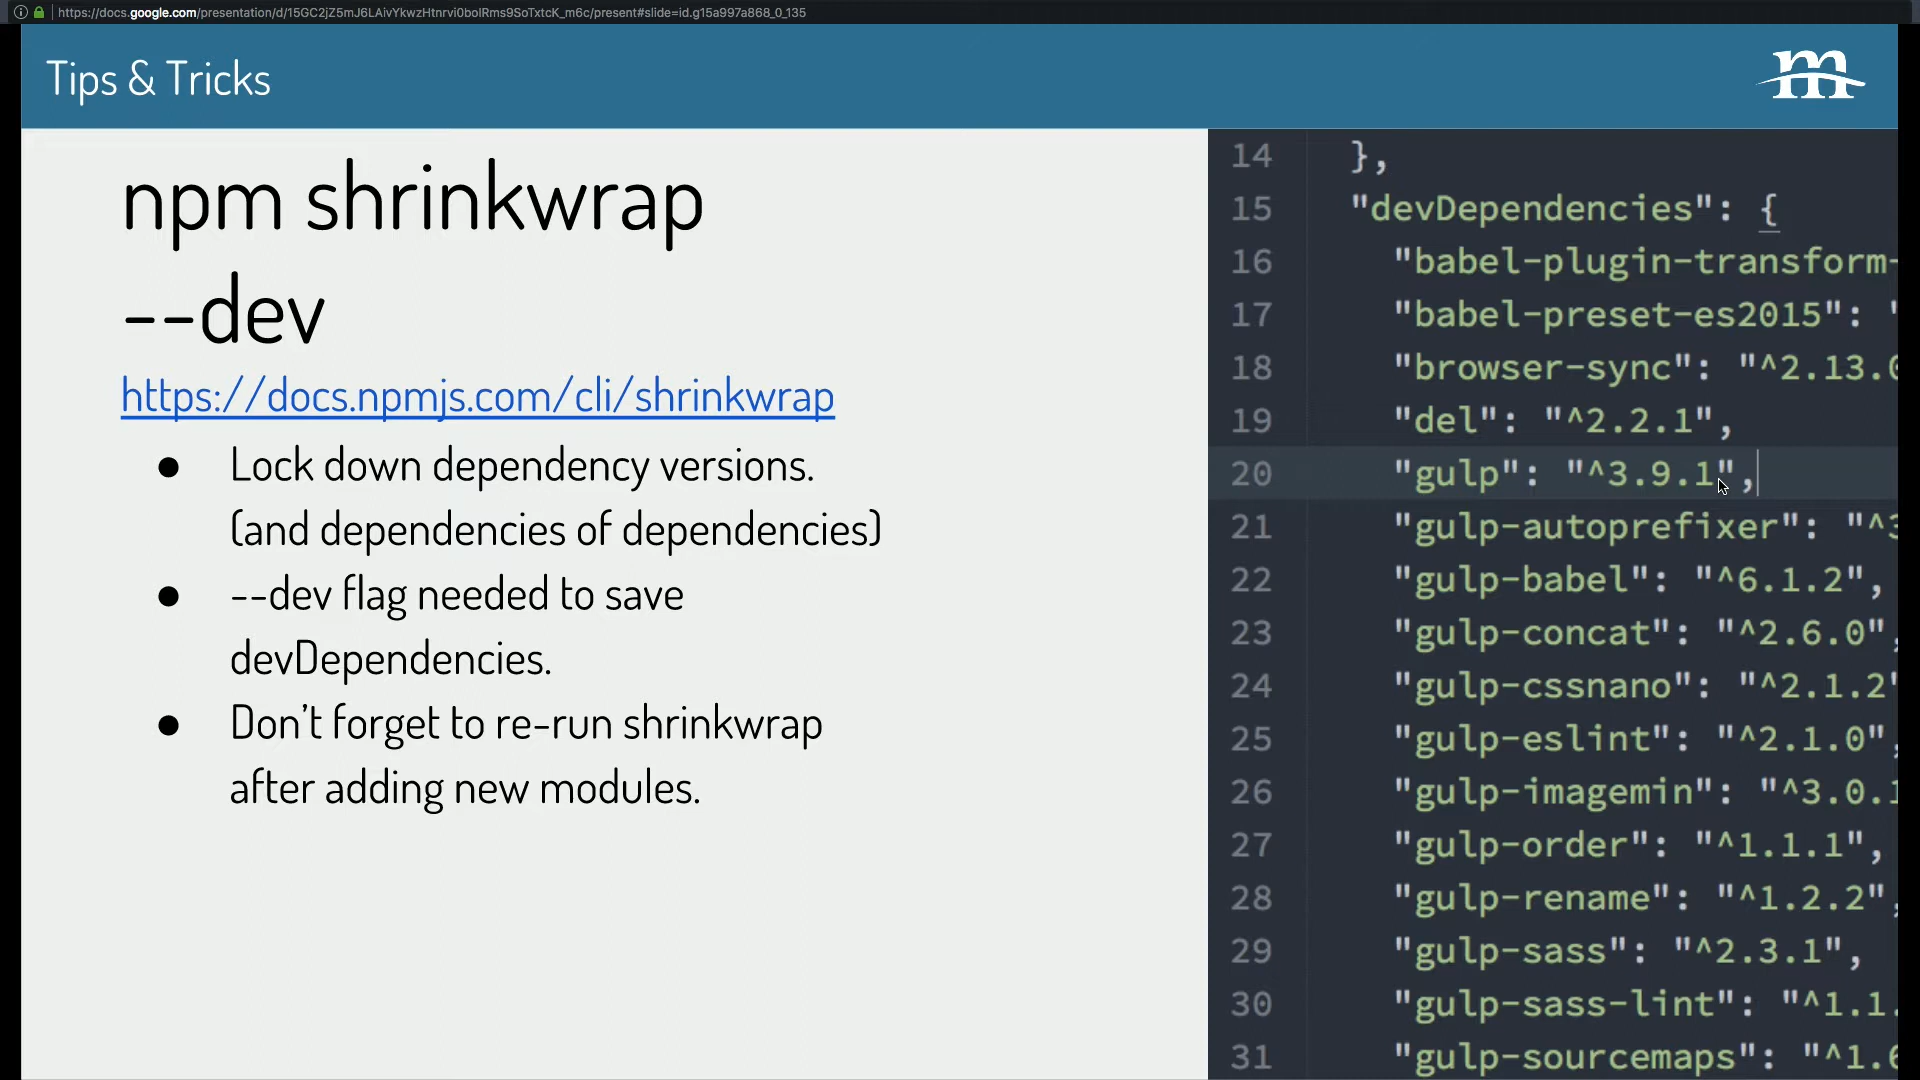 https://docs.google.com/presentation/d/15GC2jZ5mJ6LAivYkwzHtnrvi0bolRms9SoTxtcK_m6c/present#slide=id.g15a997a868_0_135
Tips & Tricks
m
npm shrinkwrap
--dev
https://docs.npmjs.com/cli/shrinkwrap
● Lock down dependency versions.
(and dependencies of dependencies)
● --dev flag needed to save
devDependencies.
● Don't forget to re-run shrinkwrap
after adding new modules.
14 },
15 "devDependencies": {
16 "babel-plugin-transform-
17 "babel-preset-es2015": "
18 "browser-sync": "^2.13.0
19 "del": "^2.2.1",
20 "gulp": "^3.9.1",
21 "gulp-autoprefixer": "^3
22 "gulp-babel": "^6.1.2",
23 "gulp-concat": "^2.6.0",
24 "gulp-cssnano": "^2.1.2"
25 "gulp-eslint": "^2.1.0",
26 "gulp-imagemin": "^3.0.1
27 "gulp-order": "^1.1.1",
28 "gulp-rename": "^1.2.2",
29 "gulp-sass": "^2.3.1",
30 "gulp-sass-lint": "^1.1.
31 "gulp-sourcemaps": "^1.6